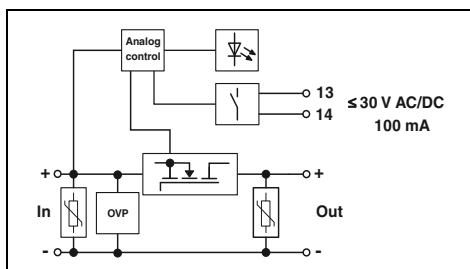 Analog
control
13
14
≤ 30 V AC/DC
100 mA
+
+
In
OVP
Out
-
-